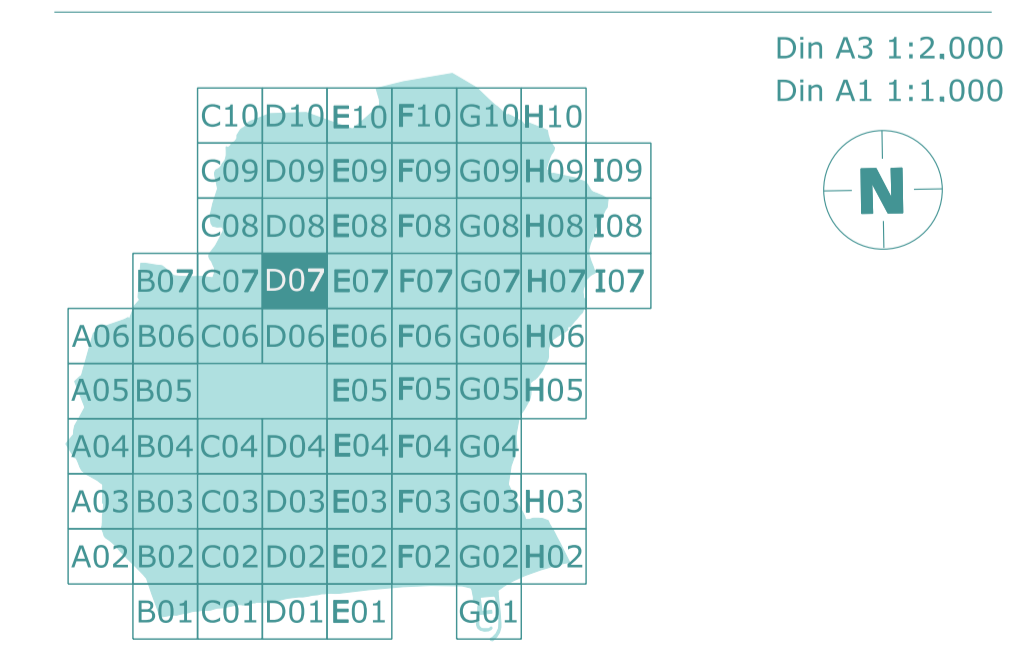 Din A3 1:2.000
Din A1 1:1.000
N
C10 D10 E10 F10 G10 H10
C09 D09 E09 F09 G09 H09 I09
C08 D08 E08 F08 G08 H08 I08
B07 C07 D07 E07 F07 G07 H07 I07
A06 B06 C06 D06 E06 F06 G06 H06
A05 B05 E05 F05 G05 H05
A04 B04 C04 D04 E04 F04 G04
A03 B03 C03 D03 E03 F03 G03 H03
A02 B02 C02 D02 E02 F02 G02 H02
B01 C01 D01 E01 G01